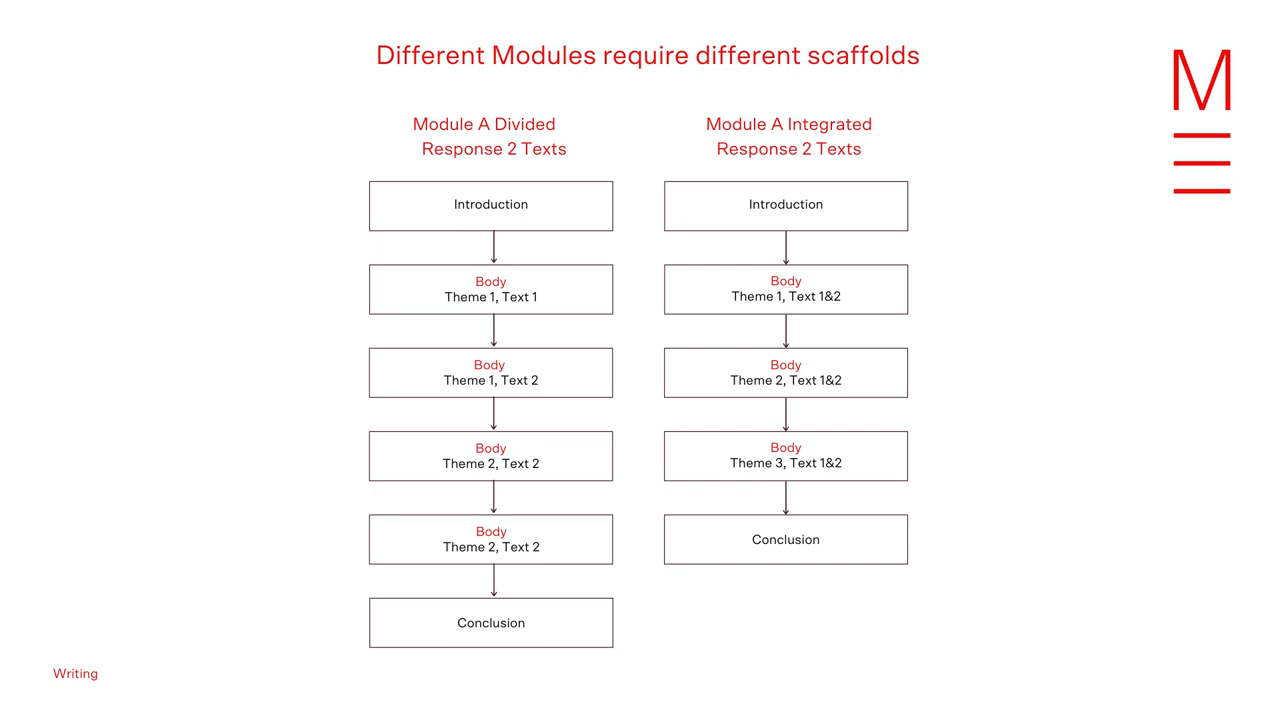 Different Modules require different scaffolds
Module A Divided
Response 2 Texts
Introduction
Body
Theme 1, Text 1
Body
Theme 1, Text 2
Body
Theme 2, Text 2
Body
Theme 2, Text 2
Conclusion
Module A Integrated
Response 2 Texts
Introduction
Body
Theme 1, Text 1&2
Body
Theme 2, Text 1&2
Body
Theme 3, Text 1&2
Conclusion
M
Writing